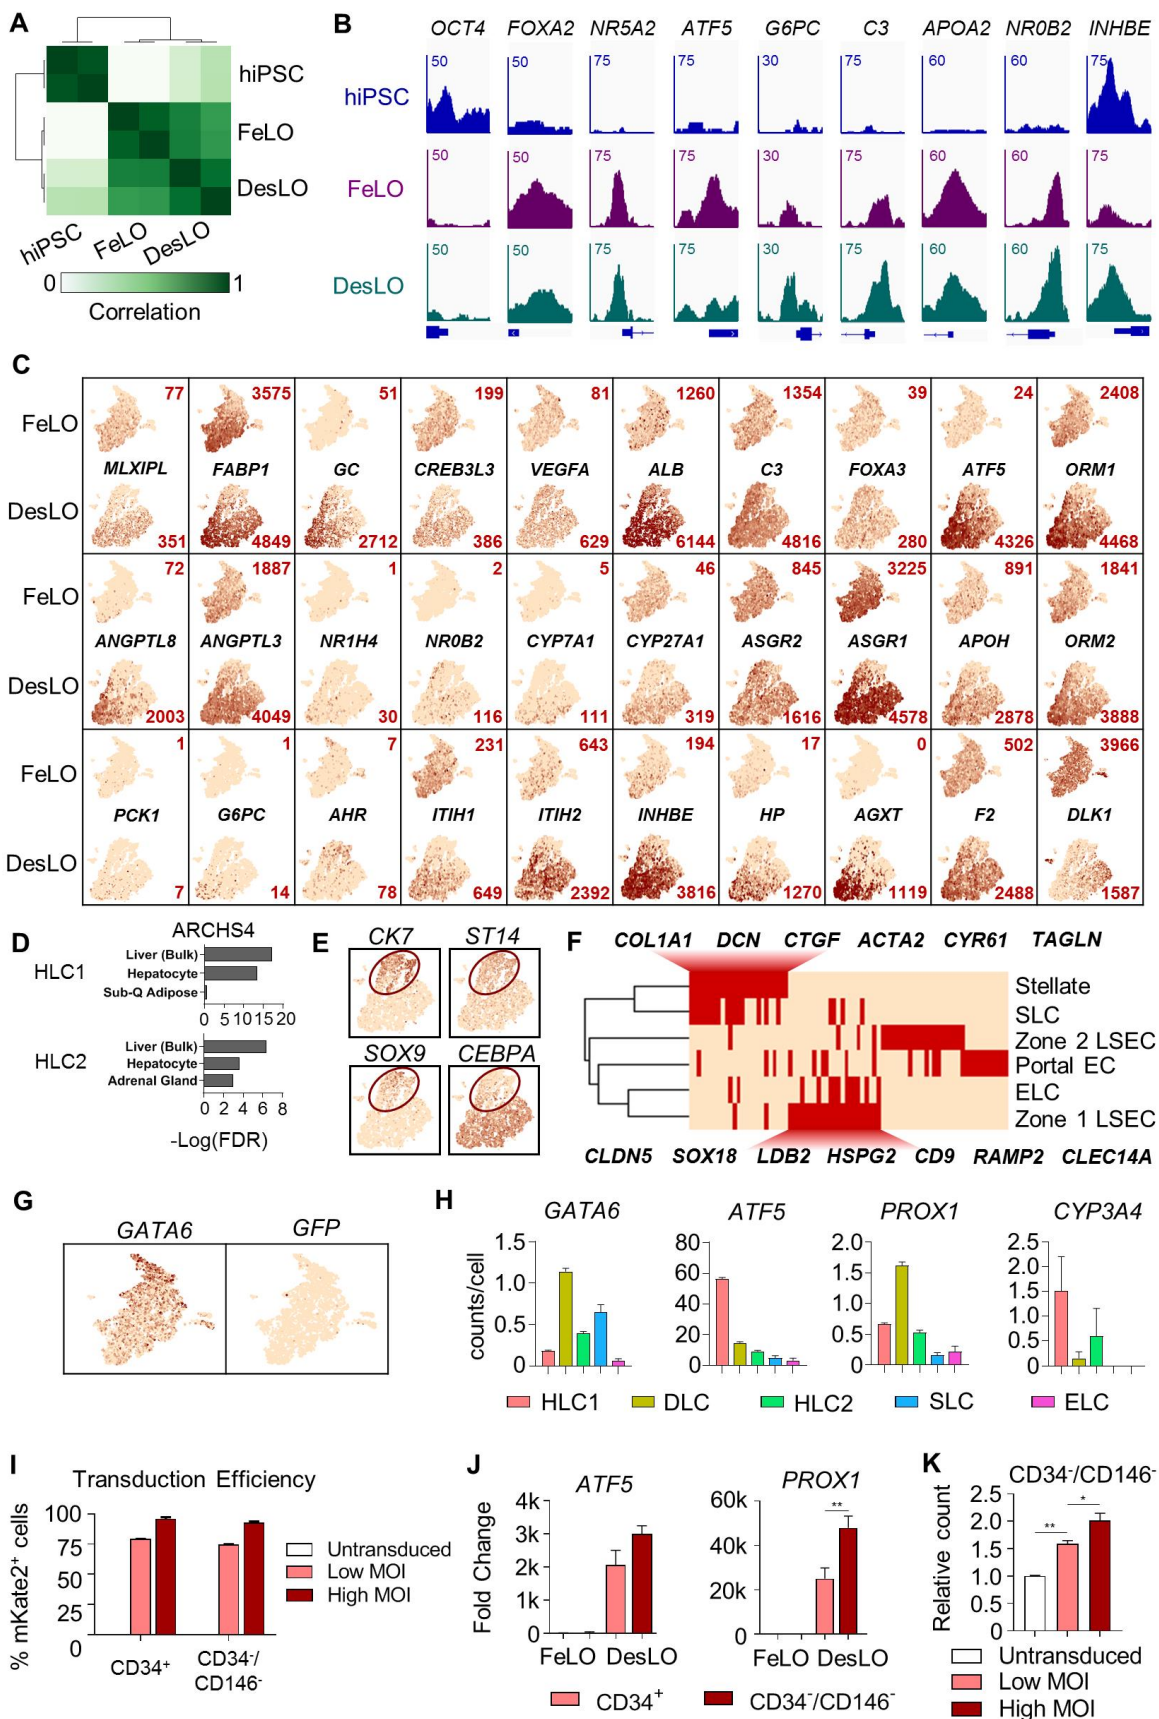 A
hiPSC
FeLO
DesLO
hiPSC FeLO DesLO
0 1
Correlation
B
OCT4 FOXA2 NR5A2 ATF5 G6PC C3 APOA2 NR0B2 INHBE
hiPSC 50 50 75 75 30 75 60 60 75
FeLO 50 50 75 75 30 75 60 60 75
DesLO 50 50 75 75 30 75 60 60 75
C
FeLO 77 3575 51 199 81 1260 1354 39 24 2408
MLXIPL FABP1 GC CREB3L3 VEGFA ALB C3 FOXA3 ATF5 ORM1
DesLO 351 4849 2712 386 629 6144 4816 280 4326 4468
FeLO 72 1887 1 2 5 46 845 3225 891 1841
ANGPTL8 ANGPTL3 NR1H4 NR0B2 CYP7A1 CYP27A1 ASGR2 ASGR1 APOH ORM2
DesLO 2003 4049 30 116 111 319 1616 4578 2878 3888
FeLO 1 1 7 231 643 194 17 0 502 3966
PCK1 G6PC AHR ITIH1 ITIH2 INHBE HP AGXT F2 DLK1
DesLO 7 14 78 649 2392 3816 1270 1119 2488 1587
D
ARCHS4
HLC1
Liver (Bulk)
Hepatocyte
Sub-Q Adipose
0 5 10 15 20
HLC2
Liver (Bulk)
Hepatocyte
Adrenal Gland
0 2 4 6 8
-Log(FDR)
E
CK7 ST14
SOX9 CEBPA
F
COL1A1 DCN CTGF ACTA2 CYR61 TAGLN
Stellate
SLC
Zone 2 LSEC
Portal EC
ELC
Zone 1 LSEC
CLDN5 SOX18 LDB2 HSPG2 CD9 RAMP2 CLEC14A
G
GATA6 GFP
H
GATA6 ATF5 PROX1 CYP3A4
counts/cell
1.5
1.0
0.5
0
80
60
40
20
0
2.0
1.5
1.0
0.5
0
2.5
2.0
1.5
1.0
0.5
0
HLC1 DLC HLC2 SLC ELC
I
Transduction Efficiency
% mKate2⁺ cells
100
75
50
25
0
CD34⁺
CD34⁻/
CD146⁻
Untransduced
Low MOI
High MOI
J
ATF5 PROX1
Fold Change
4k
3k
2k
1k
0
60k
40k
20k
0
**
FeLO DesLO FeLO DesLO
CD34⁺ CD34⁻/CD146⁻
K
CD34⁻/CD146⁻
Relative count
2.5
2.0
1.5
1.0
0.5
0
** *
Untransduced
Low MOI
High MOI